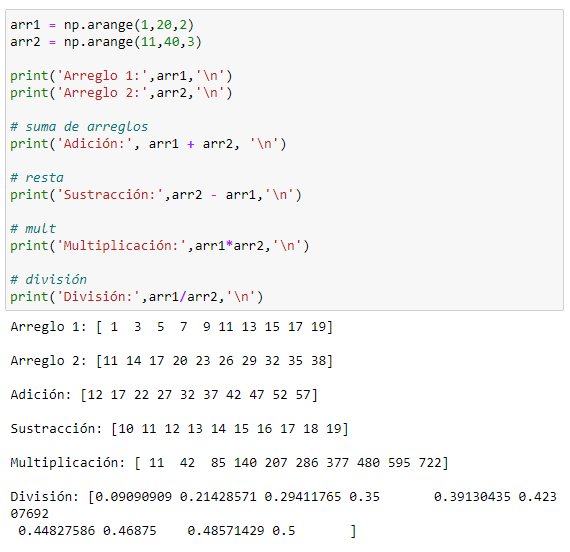 arr1 = np.arange(1,20,2)
arr2 = np.arange(11,40,3)
print('Arreglo 1:',arr1,'\n')
print('Arreglo 2:',arr2,'\n')
# suma de arreglos
print('Adición:', arr1 + arr2, '\n')
# resta
print('Sustracción:',arr2 - arr1,'\n')
# mult
print('Multiplicación:',arr1*arr2,'\n')
# división
print('División:',arr1/arr2,'\n')
Arreglo 1: [ 1  3  5  7  9 11 13 15 17 19]
Arreglo 2: [11 14 17 20 23 26 29 32 35 38]
Adición: [12 17 22 27 32 37 42 47 52 57]
Sustracción: [10 11 12 13 14 15 16 17 18 19]
Multiplicación: [ 11  42  85 140 207 286 377 480 595 722]
División: [0.09090909 0.21428571 0.29411765 0.35       0.39130435 0.423
07692
 0.44827586 0.46875    0.48571429 0.5       ]